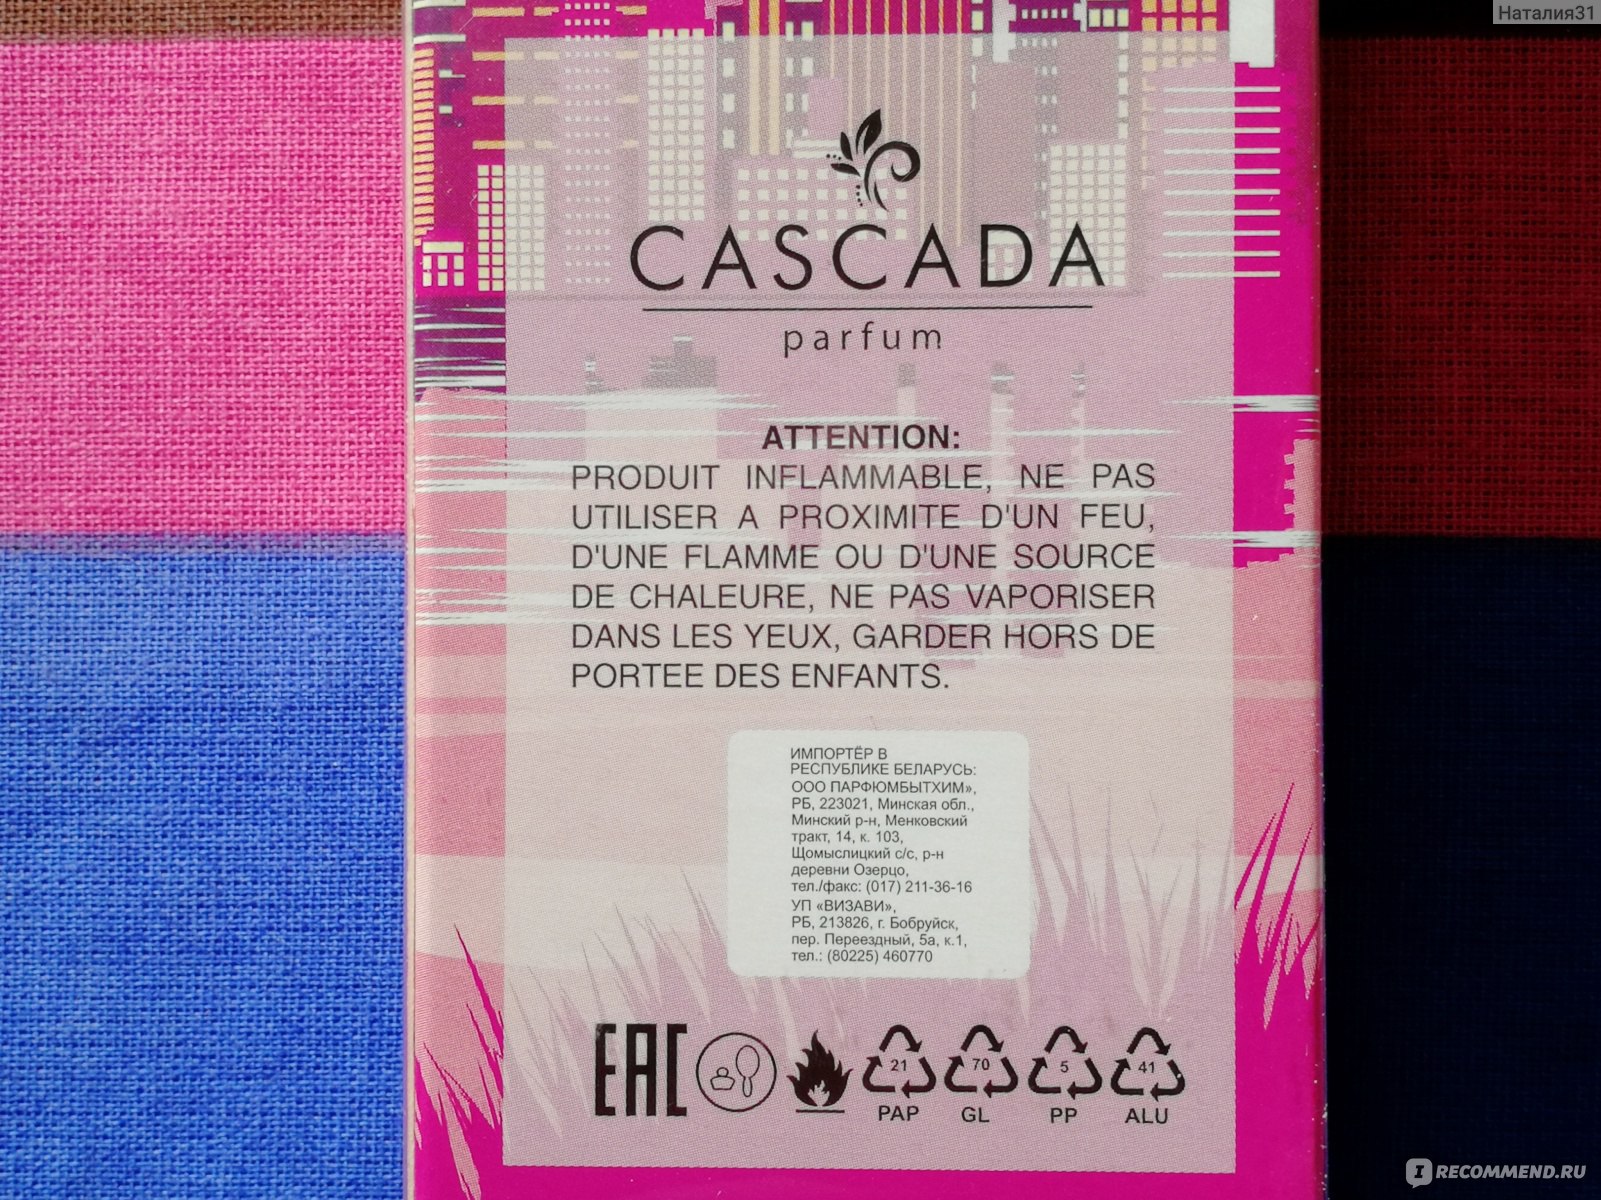 Наталия31
CASCADA
parfum
ATTENTION:
PRODUIT INFLAMMABLE, NE PAS
UTILISER A PROXIMITE D'UN FEU,
D'UNE FLAMME OU D'UNE SOURCE
DE CHALEURE, NE PAS VAPORISER
DANS LES YEUX, GARDER HORS DE
PORTEE DES ENFANTS.
ИМПОРТЁР В
РЕСПУБЛИКЕ БЕЛАРУСЬ:
ООО ПАРФЮМБЫТХИМ»,
РБ, 223021, Минская обл.,
Минский р-н, Менковский
тракт, 14, к. 103,
Щомыслицкий с/с, р-н
деревни Озерцо,
тел./факс: (017) 211-36-16
УП «ВИЗАВИ»,
РБ, 213826, г. Бобруйск,
пер. Переездный, 5а, к.1,
тел.: (80225) 460770
EAC 21 70 5 41
PAP GL PP ALU
IRECOMMEND.RU